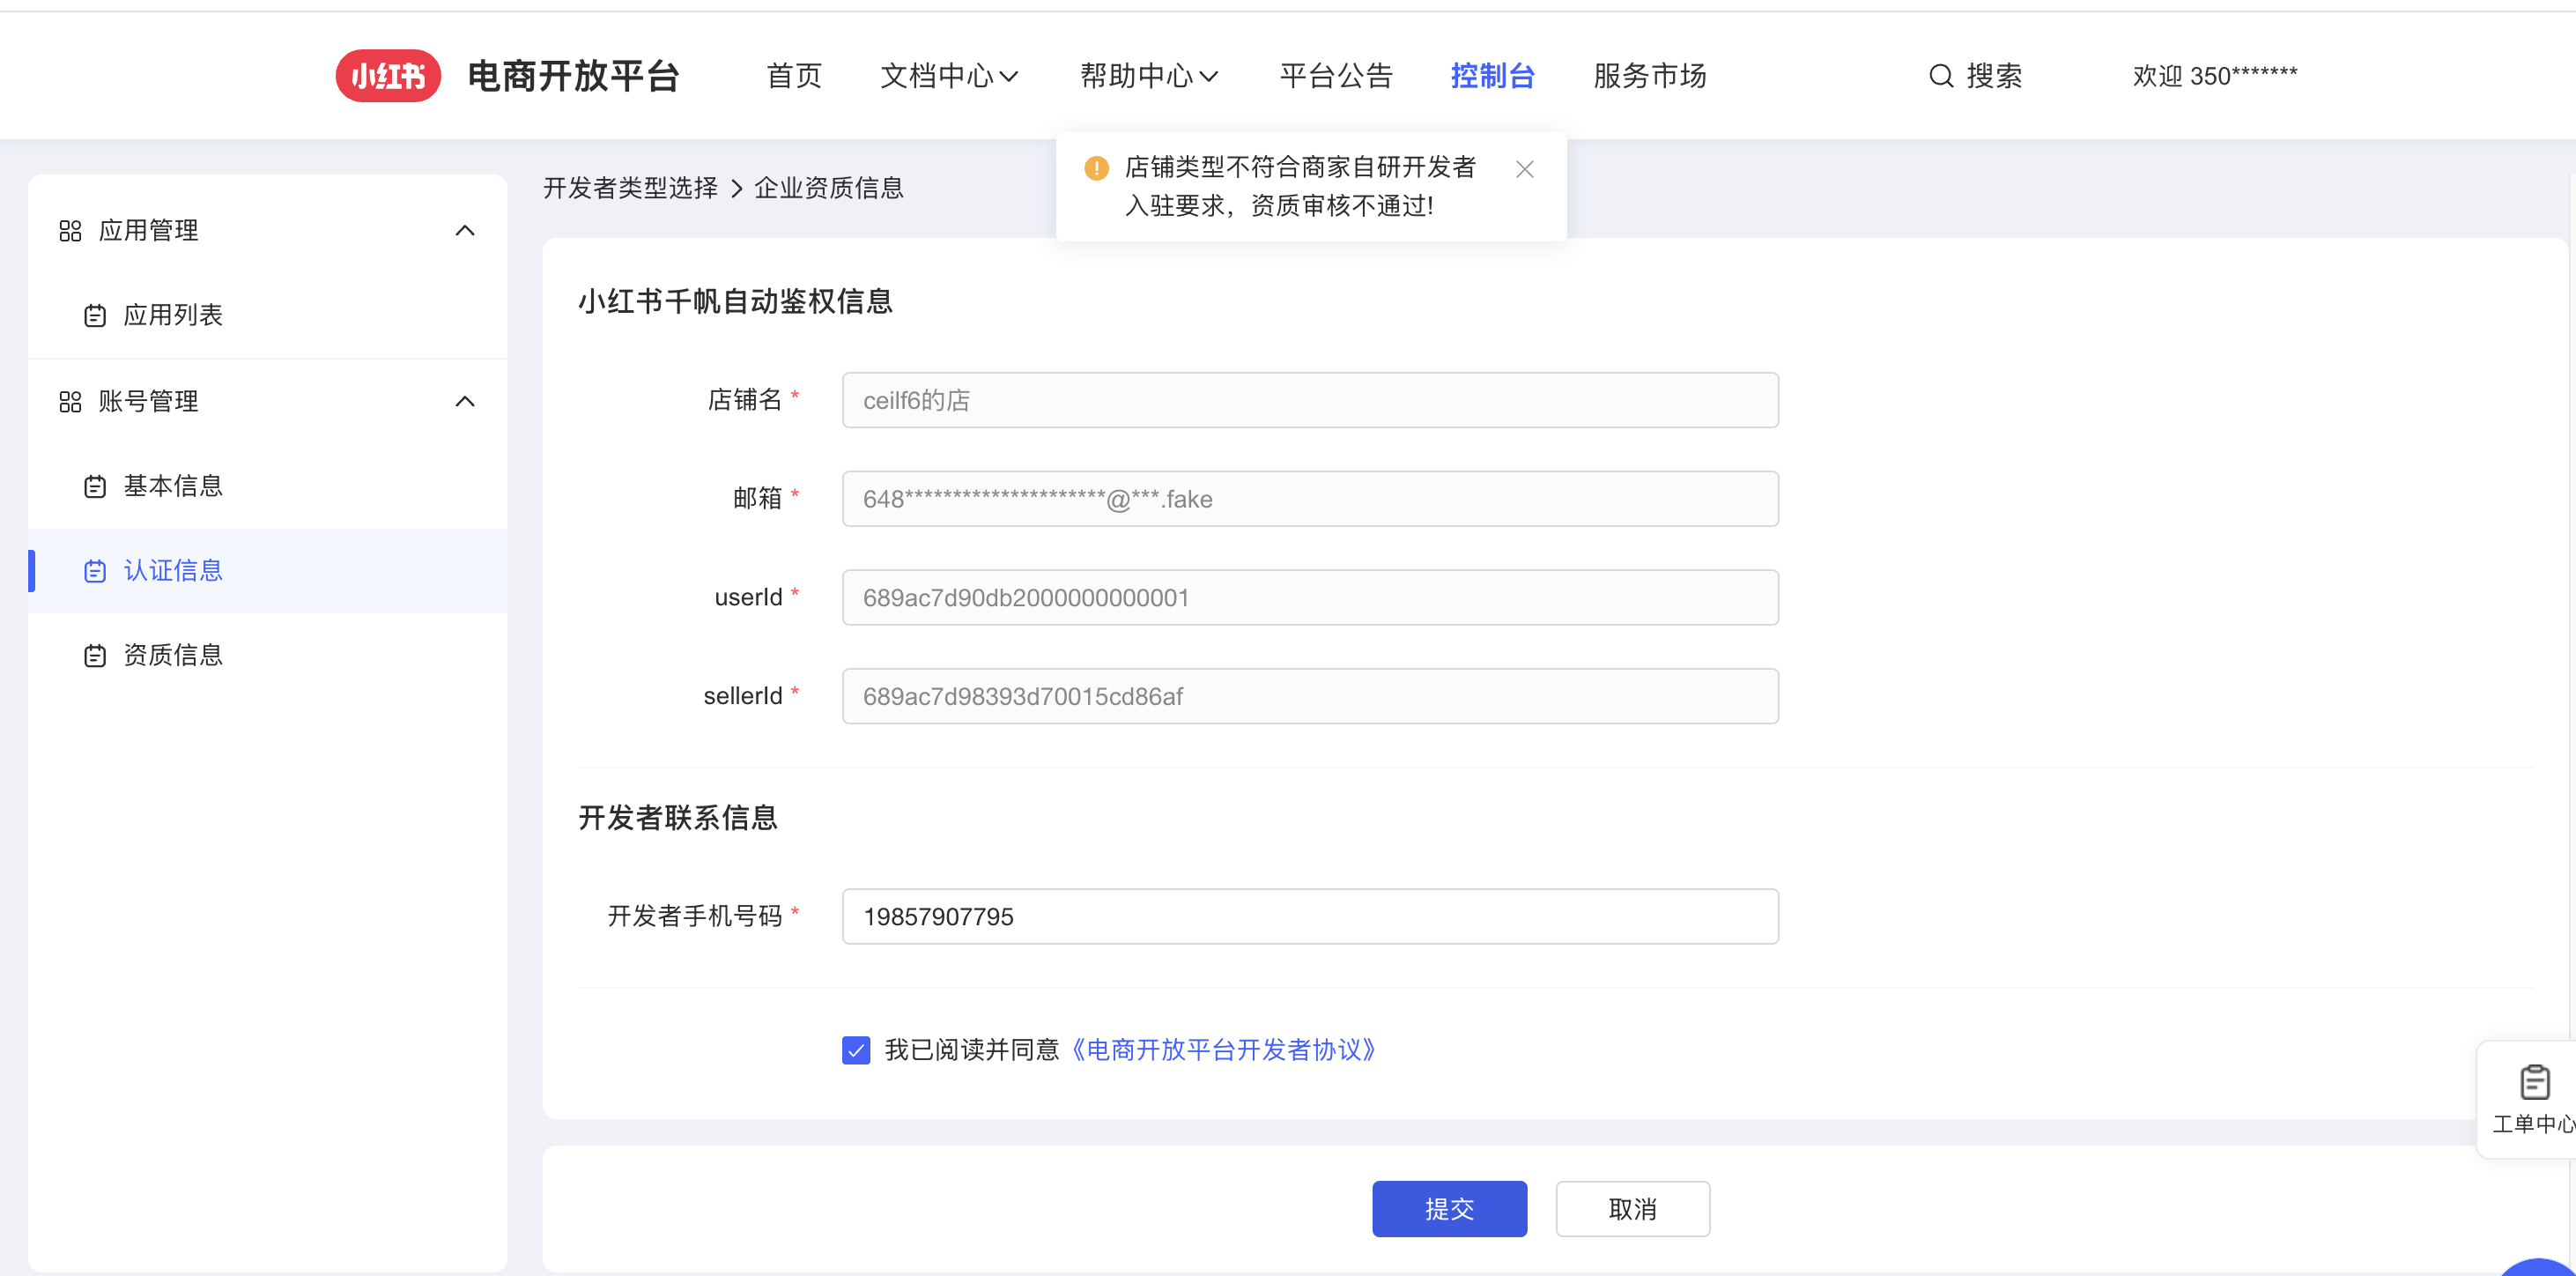 小红书 电商开放平台 首页 文档中心 帮助中心 平台公告 控制台 服务市场 搜索 欢迎 350*******
店铺类型不符合商家自研开发者
入驻要求，资质审核不通过!
应用管理
应用列表
账号管理
基本信息
认证信息
资质信息
开发者类型选择 > 企业资质信息
小红书千帆自动鉴权信息
店铺名 * ceilf6的店
邮箱 * 648*********************@***.fake
userId * 689ac7d90db2000000000001
sellerId * 689ac7d98393d70015cd86af
开发者联系信息
开发者手机号码 * 19857907795
我已阅读并同意《电商开放平台开发者协议》
工单中心
提交 取消